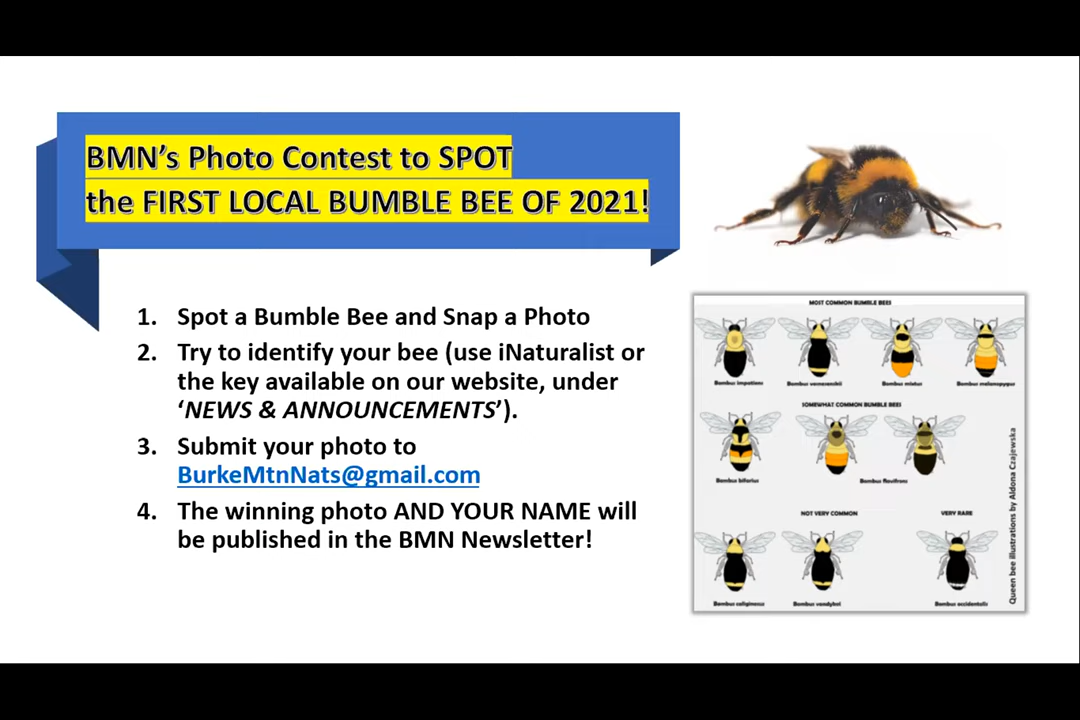 BMN's Photo Contest to SPOT
the FIRST LOCAL BUMBLE BEE OF 2021!
1. Spot a Bumble Bee and Snap a Photo
2. Try to identify your bee (use iNaturalist or
the key available on our website, under
'NEWS & ANNOUNCEMENTS').
3. Submit your photo to
BurkeMtnNats@gmail.com
4. The winning photo AND YOUR NAME will
be published in the BMN Newsletter!
MOST COMMON BUMBLE BEES
Bombus impatiens
Bombus vosnesenskii
Bombus mixtus
Bombus melanopygus
SOMEWHAT COMMON BUMBLE BEES
Bombus bifarius
Bombus flavifrons
NOT VERY COMMON
VERY RARE
Bombus caliginosus
Bombus vandykei
Bombus occidentalis
Queen bee illustrations by Aldona Czajewska